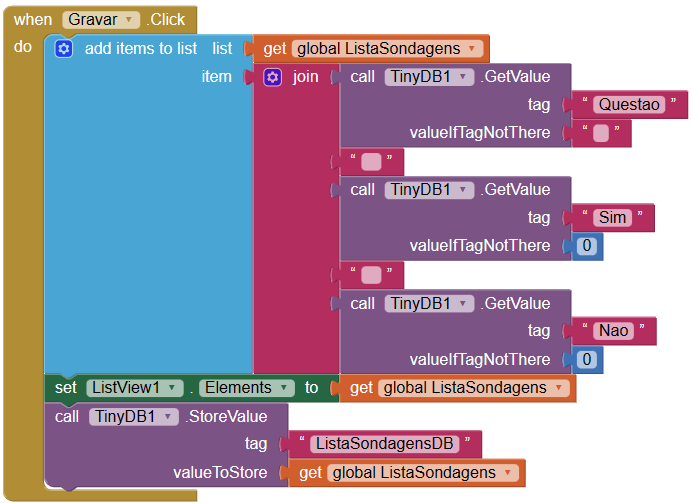 when Gravar .Click
do add items to list list get global ListaSondagens
item join call TinyDB1 .GetValue
tag " Questao "
valueIfTagNotThere " "
" "
call TinyDB1 .GetValue
tag " Sim "
valueIfTagNotThere 0
" "
call TinyDB1 .GetValue
tag " Nao "
valueIfTagNotThere 0
set ListView1 . Elements to get global ListaSondagens
call TinyDB1 .StoreValue
tag " ListaSondagensDB "
valueToStore get global ListaSondagens